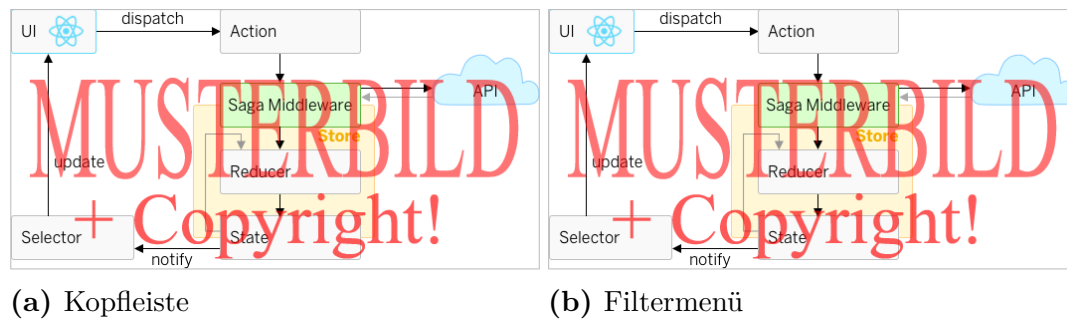 dispatch
UI
Action
API
Saga Middleware
Store
update
Reducer
Selector
State
notify
MUSTERBILD
+ Copyright!
(a) Kopfleiste
dispatch
UI
Action
API
Saga Middleware
Store
update
Reducer
Selector
State
notify
MUSTERBILD
+ Copyright!
(b) Filtermenü